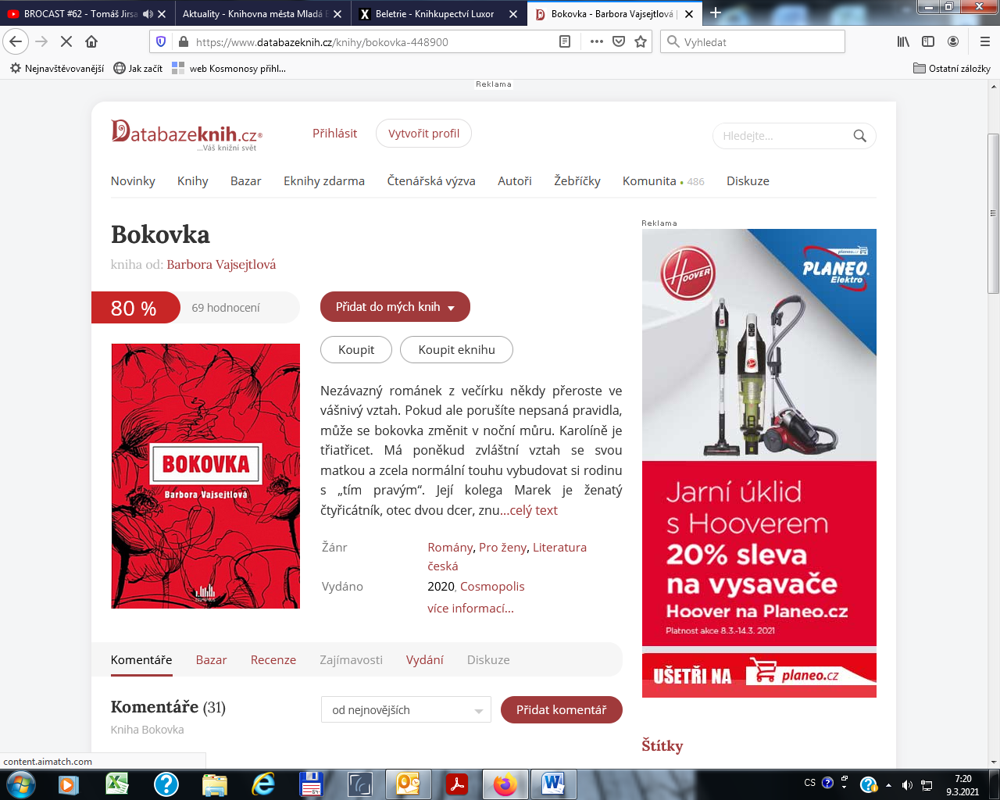 BROCAST #62 - Tomáš Jirsa
Aktuality - Knihovna města Mladá B
Beletrie - Knihkupectví Luxor
Bokovka - Barbora Vajsejtlová |
https://www.databazeknih.cz/knihy/bokovka-448900
Vyhledat
Nejnavštěvovanější
Jak začít
web Kosmonosy přihl...
Ostatní záložky
Reklama
Databazeknih.cz®
...Váš knižní svět
Přihlásit
Vytvořit profil
Hledejte...
Novinky Knihy Bazar Eknihy zdarma Čtenářská výzva Autoři Žebříčky Komunita • 486 Diskuze
Bokovka
kniha od: Barbora Vajsejtlová
80 %
69 hodnocení
Přidat do mých knih
Koupit
Koupit eknihu
BOKOVKA
Barbora Vajsejtlová
COSMOPOLIS
Nezávazný románek z večírku někdy přeroste ve
vášnivý vztah. Pokud ale porušíte nepsaná pravidla,
může se bokovka změnit v noční můru. Karolíně je
třiatřicet. Má poněkud zvláštní vztah se svou
matkou a zcela normální touhu vybudovat si rodinu
s „tím pravým“. Její kolega Marek je ženatý
čtyřicátník, otec dvou dcer, znu...celý text
Žánr
Romány, Pro ženy, Literatura
česká
Vydáno
2020, Cosmopolis
více informací...
Komentáře Bazar Recenze Zajímavosti Vydání Diskuze
Komentáře (31)
Kniha Bokovka
od nejnovějších
Přidat komentář
Reklama
HOOVER
planeo.cz
PLANEO
Elektro
HOOVER
Jarní úklid
s Hooverem
20% sleva
na vysavače
Hoover na Planeo.cz
Platnost akce 8.3.-14.3. 2021
UŠETŘI NA
planeo.cz
Štítky
content.aimatch.com
CS
7:20
9.3.2021